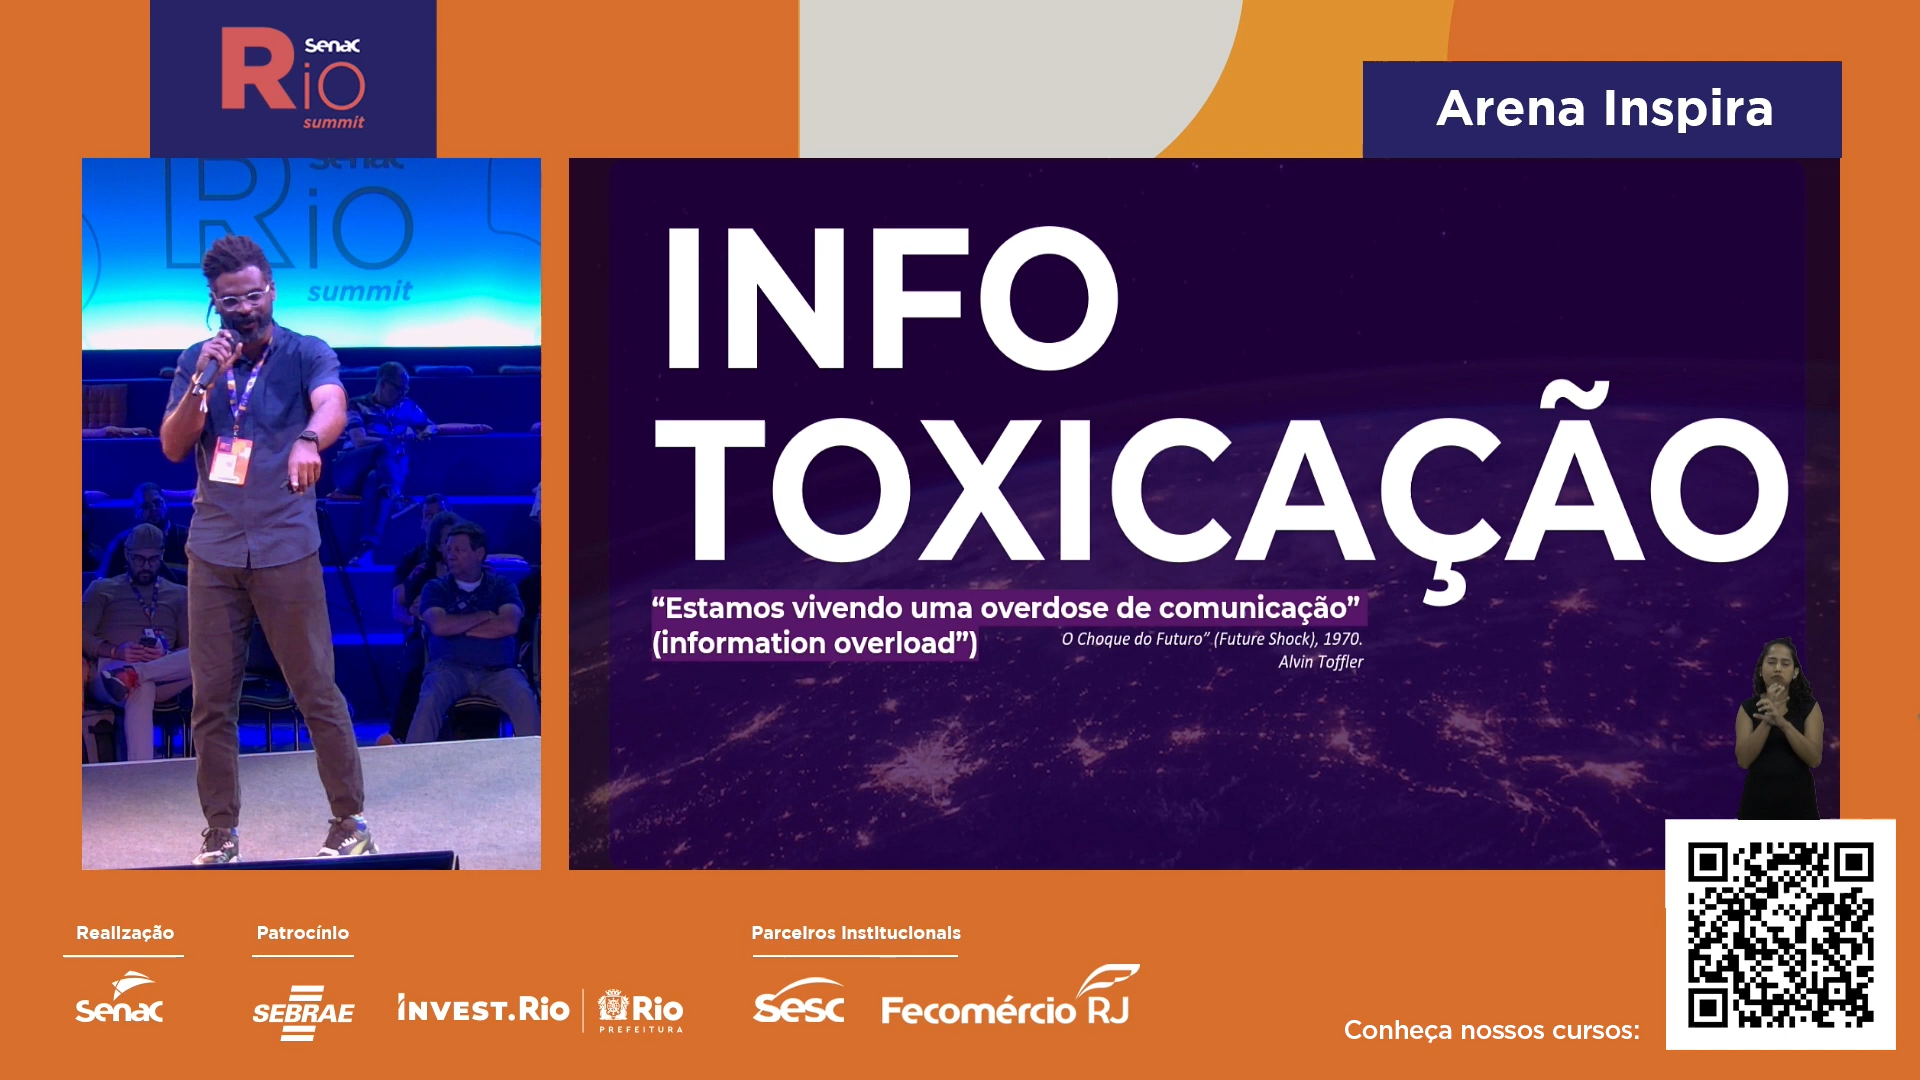 R Senac
iO
summit
Arena Inspira
Senac
RiO
summit
INFO
TOXICAÇÃO
“Estamos vivendo uma overdose de comunicação”
(information overload”)
O Choque do Futuro” (Future Shock), 1970.
Alvin Toffler
Realização
Patrocínio
Parceiros Institucionais
Senac
SEBRAE
INVEST.Rio
Rio
PREFEITURA
Sesc
Fecomércio RJ
Conheça nossos cursos: